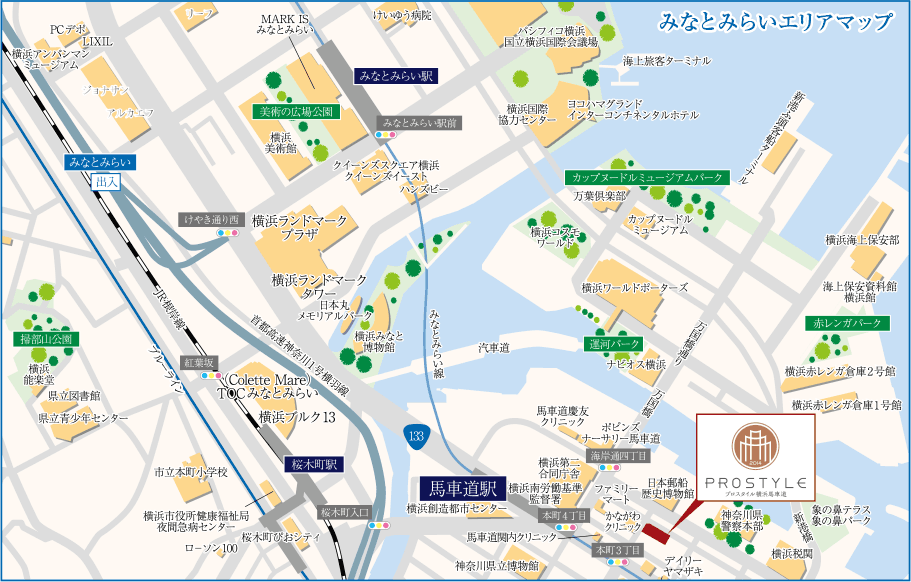 みなとみらいエリアマップ
PCデポ
LIXIL
横浜アンパンマン
ミュージアム
MARK IS
みなとみらい
けいゆう病院
パシフィコ横浜
国立横浜国際会議場
海上旅客ターミナル
みなとみらい駅
美術の広場公園
みなとみらい駅前
横浜
美術館
横浜国際
協力センター
ヨコハマグランド
インターコンチネンタルホテル
新港ふ頭客船ターミナル
みなとみらい
出入
クイーンズスクエア横浜
クイーンズイースト
ハンズビー
カップヌードルミュージアムパーク
万葉倶楽部
カップヌードル
ミュージアム
けやき通り西
横浜ランドマーク
プラザ
横浜コスモ
ワールド
横浜海上保安部
横浜ランドマーク
タワー
日本丸
メモリアルパーク
横浜ワールドポーターズ
海上保安資料館
横浜館
JR根岸線
首都高速神奈川1号横羽線
みなとみらい線
万国橋通り
赤レンガパーク
掃部山公園
横浜みなと
博物館
汽車道
運河パーク
ナビオス横浜
横浜
能楽堂
ブルーライン
紅葉坂
(Colette Mare)
TOCみなとみらい
横浜赤レンガ倉庫2号館
県立図書館
県立青少年センター
横浜ブルク13
万国橋
横浜赤レンガ倉庫1号館
馬車道慶友
クリニック
133
ポピンズ
ナーサリー馬車道
桜木町駅
海岸通四丁目
市立本町小学校
横浜第二
合同庁舎
馬車道駅
横浜南労働基準
監督署
ファミリー
マート
日本郵船
歴史博物館
2014
PROSTYLE
プロスタイル横浜馬車道
横浜市役所健康福祉局
夜間急病センター
桜木町入口
横浜創造都市センター
本町4丁目
かながわ
クリニック
神奈川県
警察本部
象の鼻テラス
象の鼻パーク
新港橋
ローソン100
桜木町ぴおシティ
馬車道関内クリニック
本町3丁目
神奈川県立博物館
デイリー
ヤマザキ
横浜税関